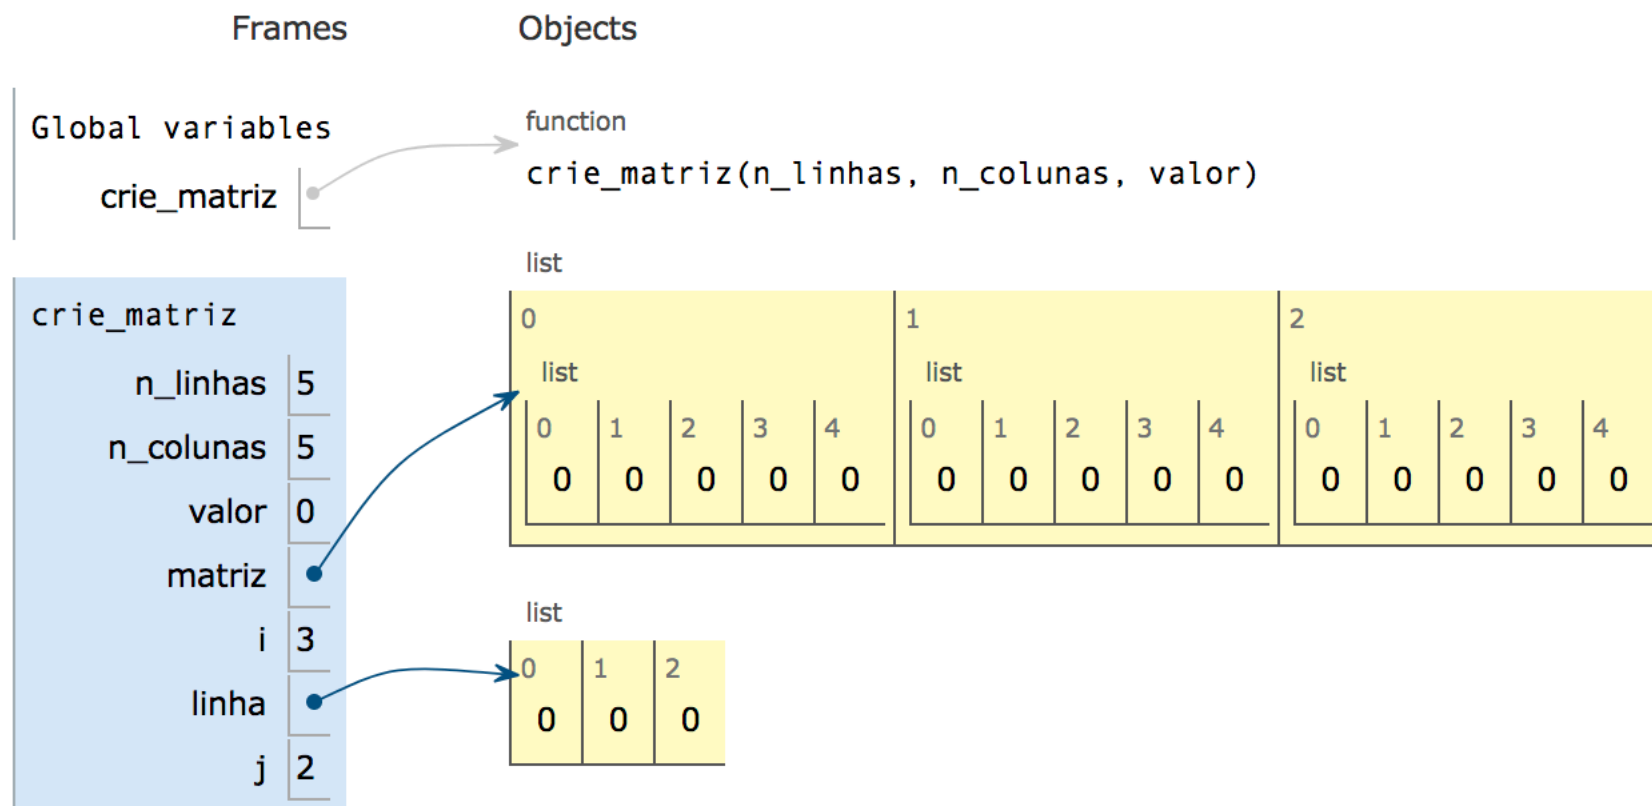 Frames Objects
Global variables
crie_matriz
function
crie_matriz(n_linhas, n_colunas, valor)
crie_matriz
n_linhas 5
n_colunas 5
valor 0
matriz
i 3
linha
j 2
list
0 1 2
list list list
0 1 2 3 4 0 1 2 3 4 0 1 2 3 4
0 0 0 0 0 0 0 0 0 0 0 0 0 0 0
list
0 1 2
0 0 0